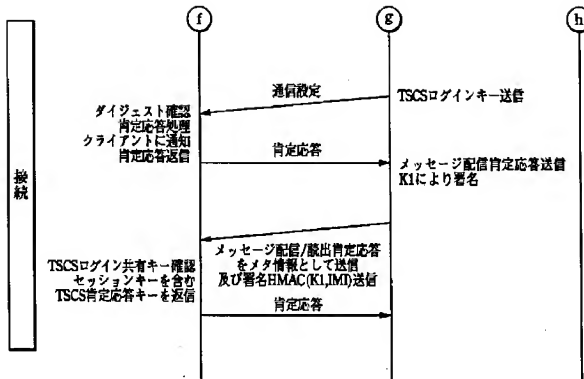 f
g
h
接続
通信設定
TSCSログインキー送信
ダイジェスト確認
肯定応答処理
クライアントに通知
肯定応答返信
肯定応答
メッセージ配信肯定応答送信
K1により署名
メッセージ配信/脱出肯定応答
をメタ情報として送信
及び署名HMAC(K1,IMI)送信
TSCSログイン共有キー確認
セッションキーを含む
TSCS肯定応答キーを返信
肯定応答